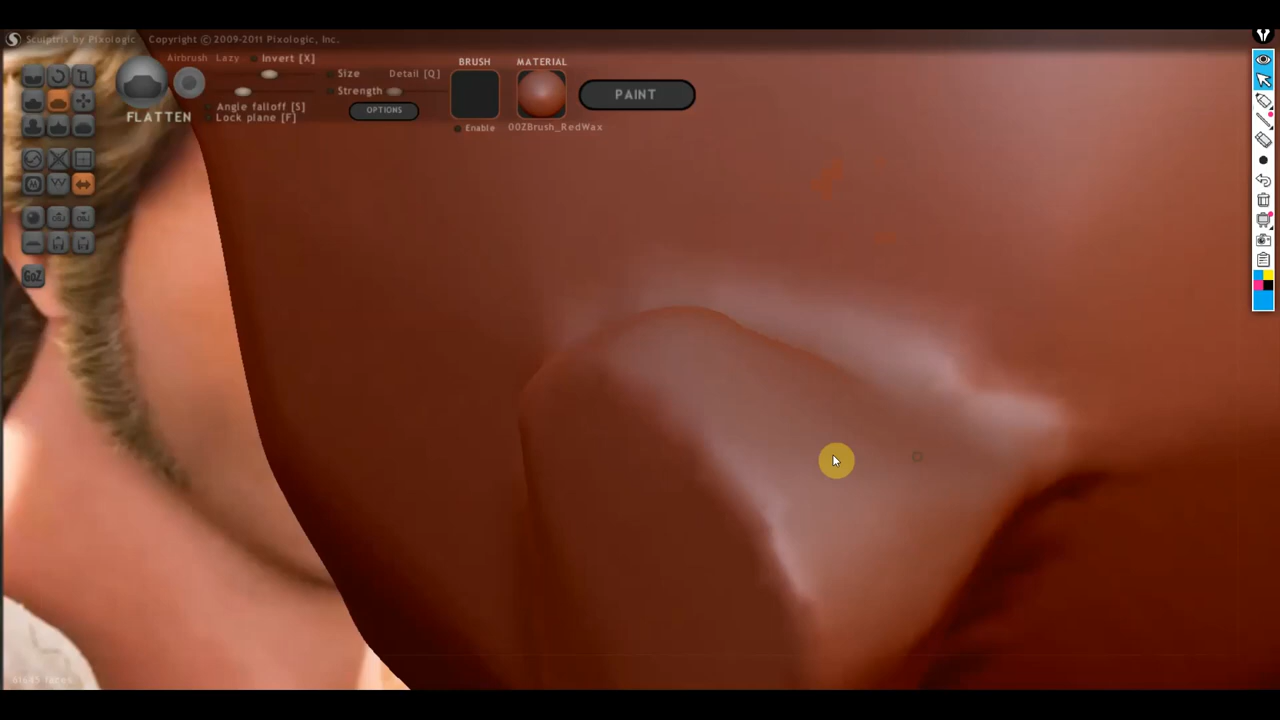 Sculptris by Pixologic Copyright © 2009-2011 Pixologic, Inc.
Airbrush Lazy Invert [X]
BRUSH
MATERIAL
Size Detail [Q]
Strength
PAINT
Angle falloff [S]
OPTIONS
FLATTEN
Lock plane [F]
Enable
00ZBrush_RedWax
GoZ